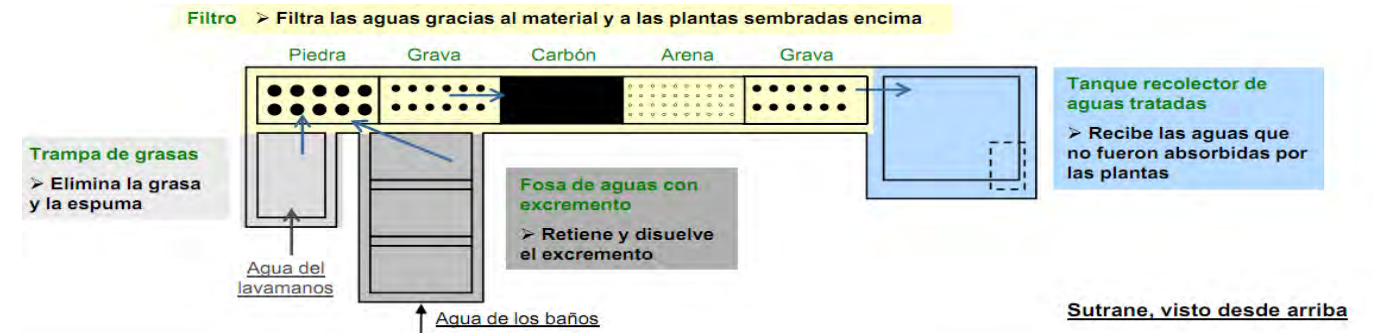 Filtro ➢ Filtra las aguas gracias al material y a las plantas sembradas encima
Piedra Grava Carbón Arena Grava
Trampa de grasas
➢ Elimina la grasa
y la espuma
Agua del
lavamanos
Fosa de aguas con
excremento
➢ Retiene y disuelve
el excremento
Agua de los baños
Tanque recolector de
aguas tratadas
➢ Recibe las aguas que
no fueron absorbidas por
las plantas
Sutrane, visto desde arriba